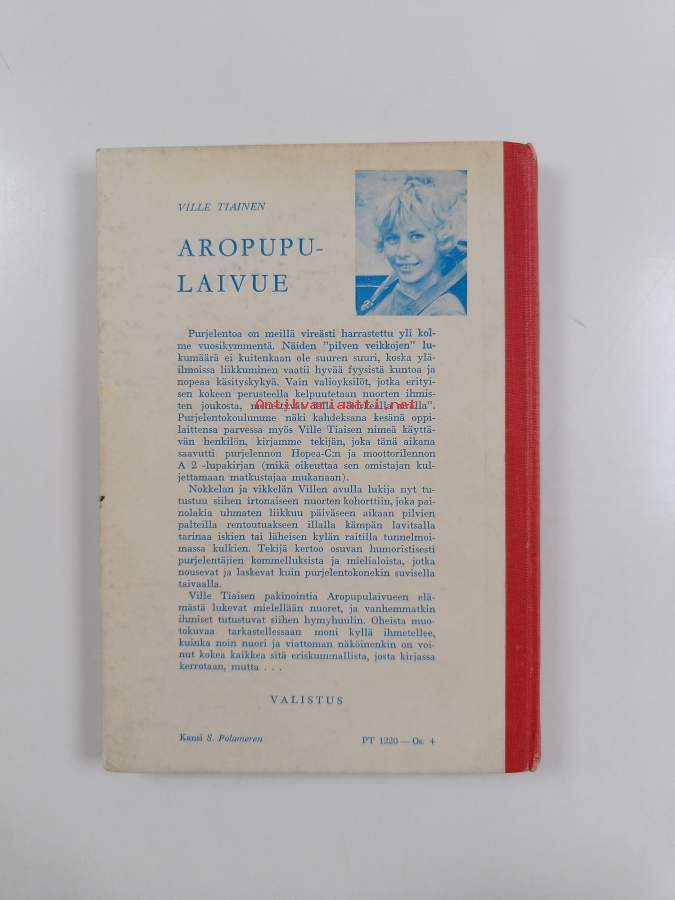 VILLE TIAINEN
AROPUPU-
LAIVUE
Purjelentoa on meillä vireästi harrastettu yli kol-
me vuosikymmentä. Näiden "pilven veikkojen" lu-
kumäärä ei kuitenkaan ole suuren suuri, koska ylä-
ilmoissa liikkuminen vaatii hyvää fyysistä kuntoa ja
nopeaa käsityskykyä. Vain valioyksilöt, jotka erityi-
sen kokeen perusteella kelpuutetaan nuorten ihmis-
ten joukosta,
Antikvariaatti.net
Purjelentokoulumme näki kahdeksana kesänä oppi-
laittensa parvessa myös Ville Tiaisen nimeä käyttä-
vän henkilön, kirjamme tekijän, joka tänä aikana
saavutti purjelennon Hopea-C:n ja moottorilennon
A 2 -lupakirjan (mikä oikeuttaa sen omistajan kul-
jettamaan matkustajaa mukanaan).
Nokkelan ja vikkelän Villen avulla lukija nyt tu-
tustuu siihen irtonaiseen nuorten kohorttiin, joka pai-
nolakia uhmaten liikkuu päiväseen aikaan pilvien
palteilla rentoutuakseen illalla kämpän lavitsalla
tarinaa iskien tai läheisen kylän raitilla tunnelmoi-
massa kulkien. Tekijä kertoo osuvan humoristisesti
purjelentäjien kommelluksista ja mielialoista, jotka
nousevat ja laskevat kuin purjelentokonekin suvisella
taivaalla.
Ville Tiaisen pakinointia Aropupulaivueen elä-
mästä lukevat mielellään nuoret, ja vanhemmatkin
ihmiset tutustuvat siihen hymyhuulin. Oheista muo-
tokuvaa tarkastellessaan moni kyllä ihmetellee,
kuinka noin nuori ja viattoman näköinenkin on voi-
nut kokea kaikkea sitä eriskummallista, josta kirjassa
kerrotaan, mutta . . .
VALISTUS
Kansi S. Polameren
PT 1220 — Os. 4